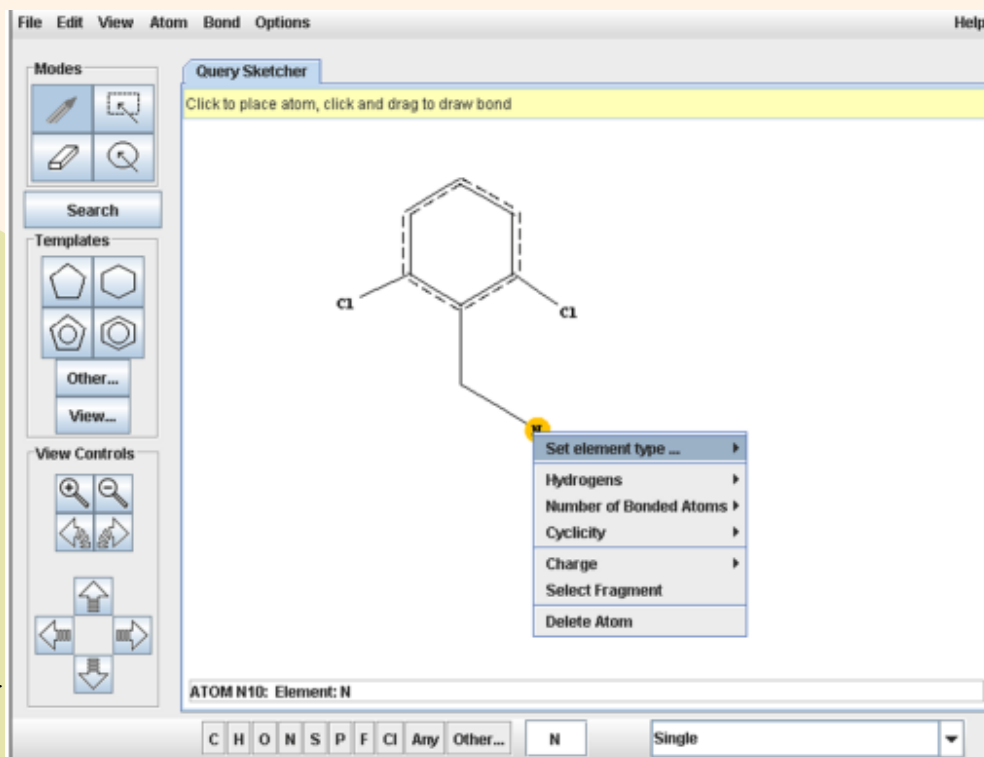 File Edit View Atom Bond Options Help
Modes
Query Sketcher
Click to place atom, click and drag to draw bond
Search
Templates
Other...
View...
View Controls
Cl
Cl
N
Set element type ...
Hydrogens
Number of Bonded Atoms
Cyclicity
Charge
Select Fragment
Delete Atom
ATOM N10: Element: N
C H O N S P F Cl Any Other... N Single